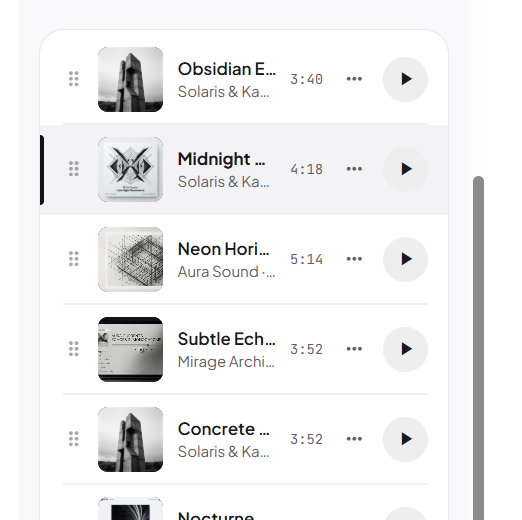 Obsidian E...
3:40
Solaris & Ka...
Midnight ...
4:18
Solaris & Ka...
Neon Hori...
5:14
Aura Sound ·...
Subtle Ech...
3:52
Mirage Archi...
Concrete ...
3:52
Solaris & Ka...
Nocturne